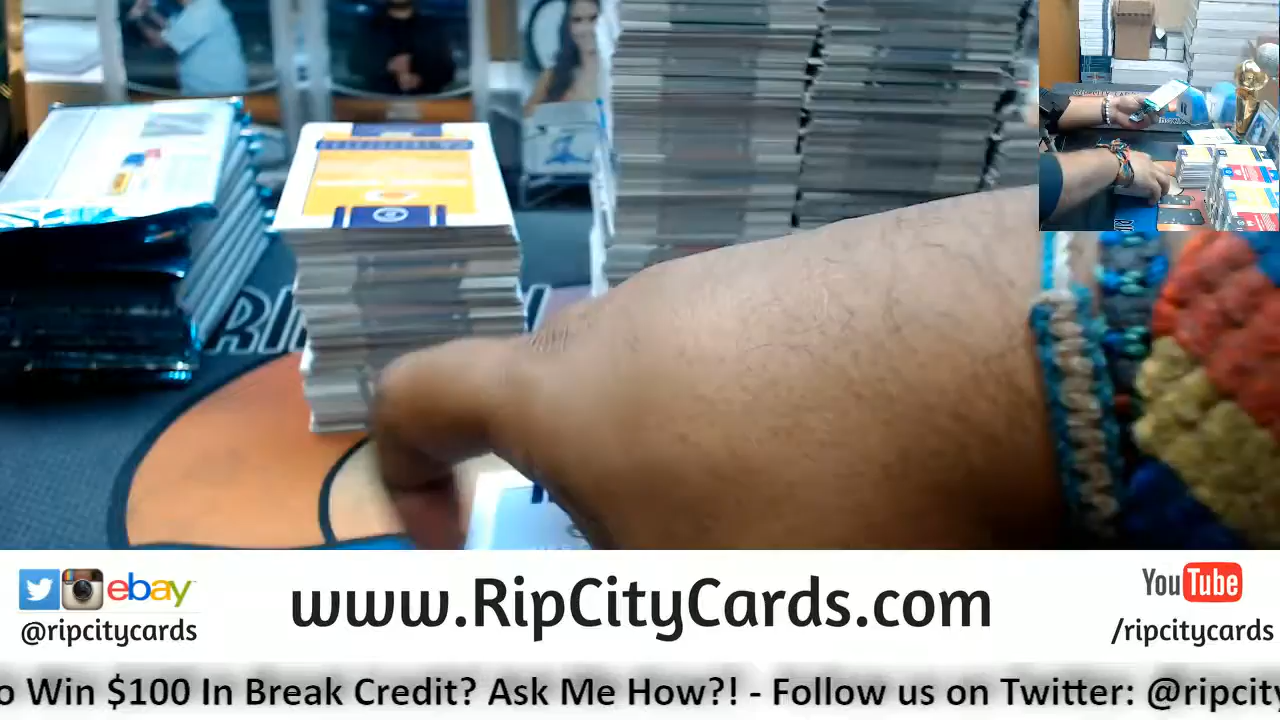 RI
ebay
@ripcitycards
www.RipCityCards.com
YouTube
/ripcitycards
o Win $100 In Break Credit? Ask Me How?! - Follow us on Twitter: @ripcity